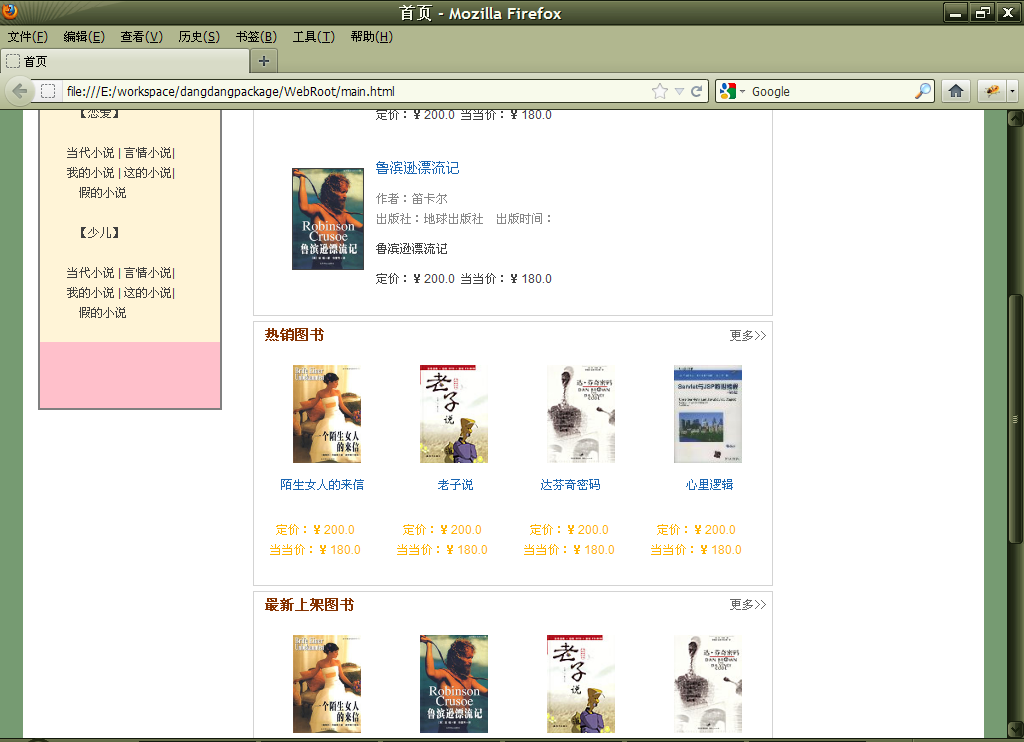 首页 - Mozilla Firefox
文件(F) 编辑(E) 查看(V) 历史(S) 书签(B) 工具(T) 帮助(H)
首页
file:///E:/workspace/dangdangpackage/WebRoot/main.html
Google
【恋爱】
当代小说 | 言情小说|
我的小说 | 这的小说|
假的小说
【少儿】
当代小说 | 言情小说|
我的小说 | 这的小说|
假的小说
定价：¥ 200.0 当当价：¥ 180.0
Robinson
Crusoe
鲁滨逊漂流记
鲁滨逊漂流记
作者：笛卡尔
出版社：地球出版社 出版时间：
鲁滨逊漂流记
定价：¥ 200.0 当当价：¥ 180.0
热销图书 更多>>
一个陌生女人
的来信
老子
说
达·芬奇密码
DAN BROWN
Servlet与JSP
陌生女人的来信 老子说 达芬奇密码 心里逻辑
定价：¥ 200.0 定价：¥ 200.0 定价：¥ 200.0 定价：¥ 200.0
当当价：¥ 180.0 当当价：¥ 180.0 当当价：¥ 180.0 当当价：¥ 180.0
最新上架图书 更多>>
一个陌生女人
的来信
Robinson
Crusoe
鲁滨逊漂流记
老子
说
达·芬奇密码
DAN BROWN